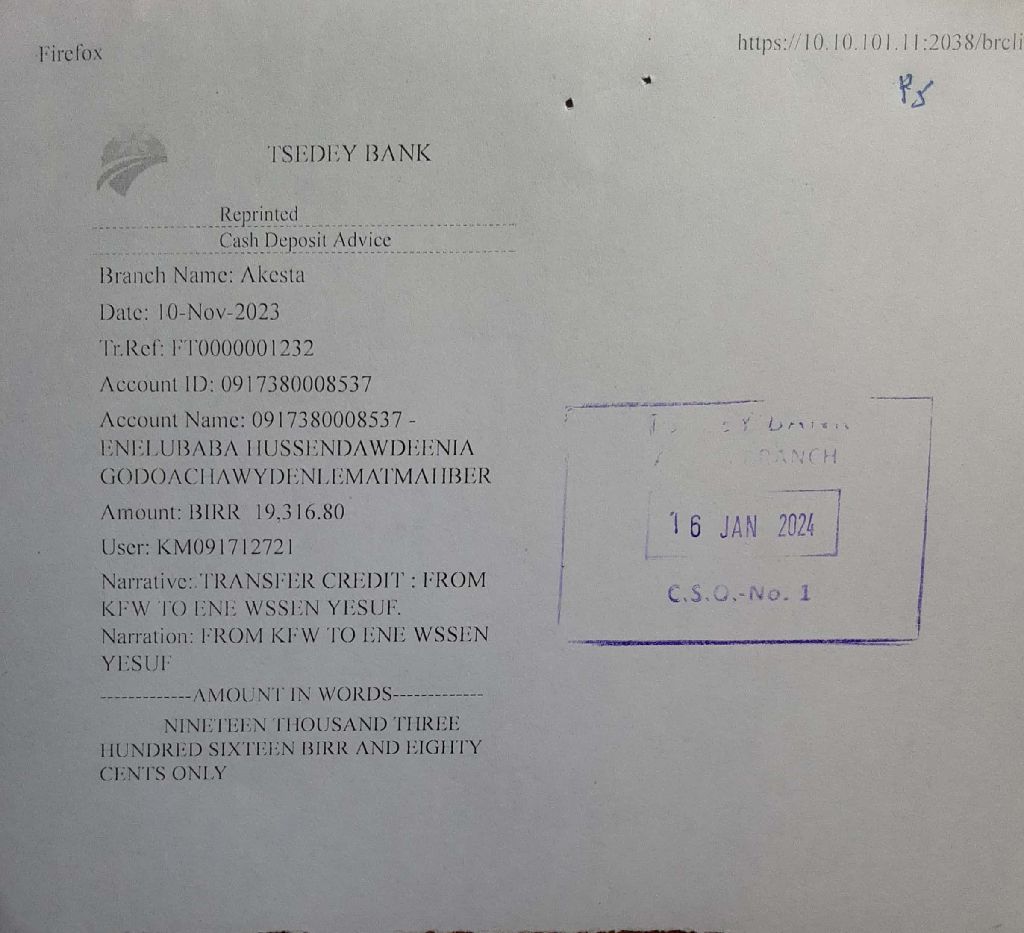 Firefox
https://10.10.101.11:2038/brcli
TSEDEY BANK
Reprinted
Cash Deposit Advice
Branch Name: Akesta
Date: 10-Nov-2023
Tr.Ref: FT0000001232
Account ID: 0917380008537
Account Name: 0917380008537 -
ENELUBABA HUSSENDAWDEENIA
GODOACHAWYDENLEMATMAHBER
Amount: BIRR 19,316.80
User: KM091712721
Narrative: TRANSFER CREDIT : FROM
KFW TO ENE WSSEN YESUF.
Narration: FROM KFW TO ENE WSSEN
YESUF
-------------AMOUNT IN WORDS-------------
NINETEEN THOUSAND THREE
HUNDRED SIXTEEN BIRR AND EIGHTY
CENTS ONLY
BRANCH
16 JAN 2024
C.S.O.-No. 1